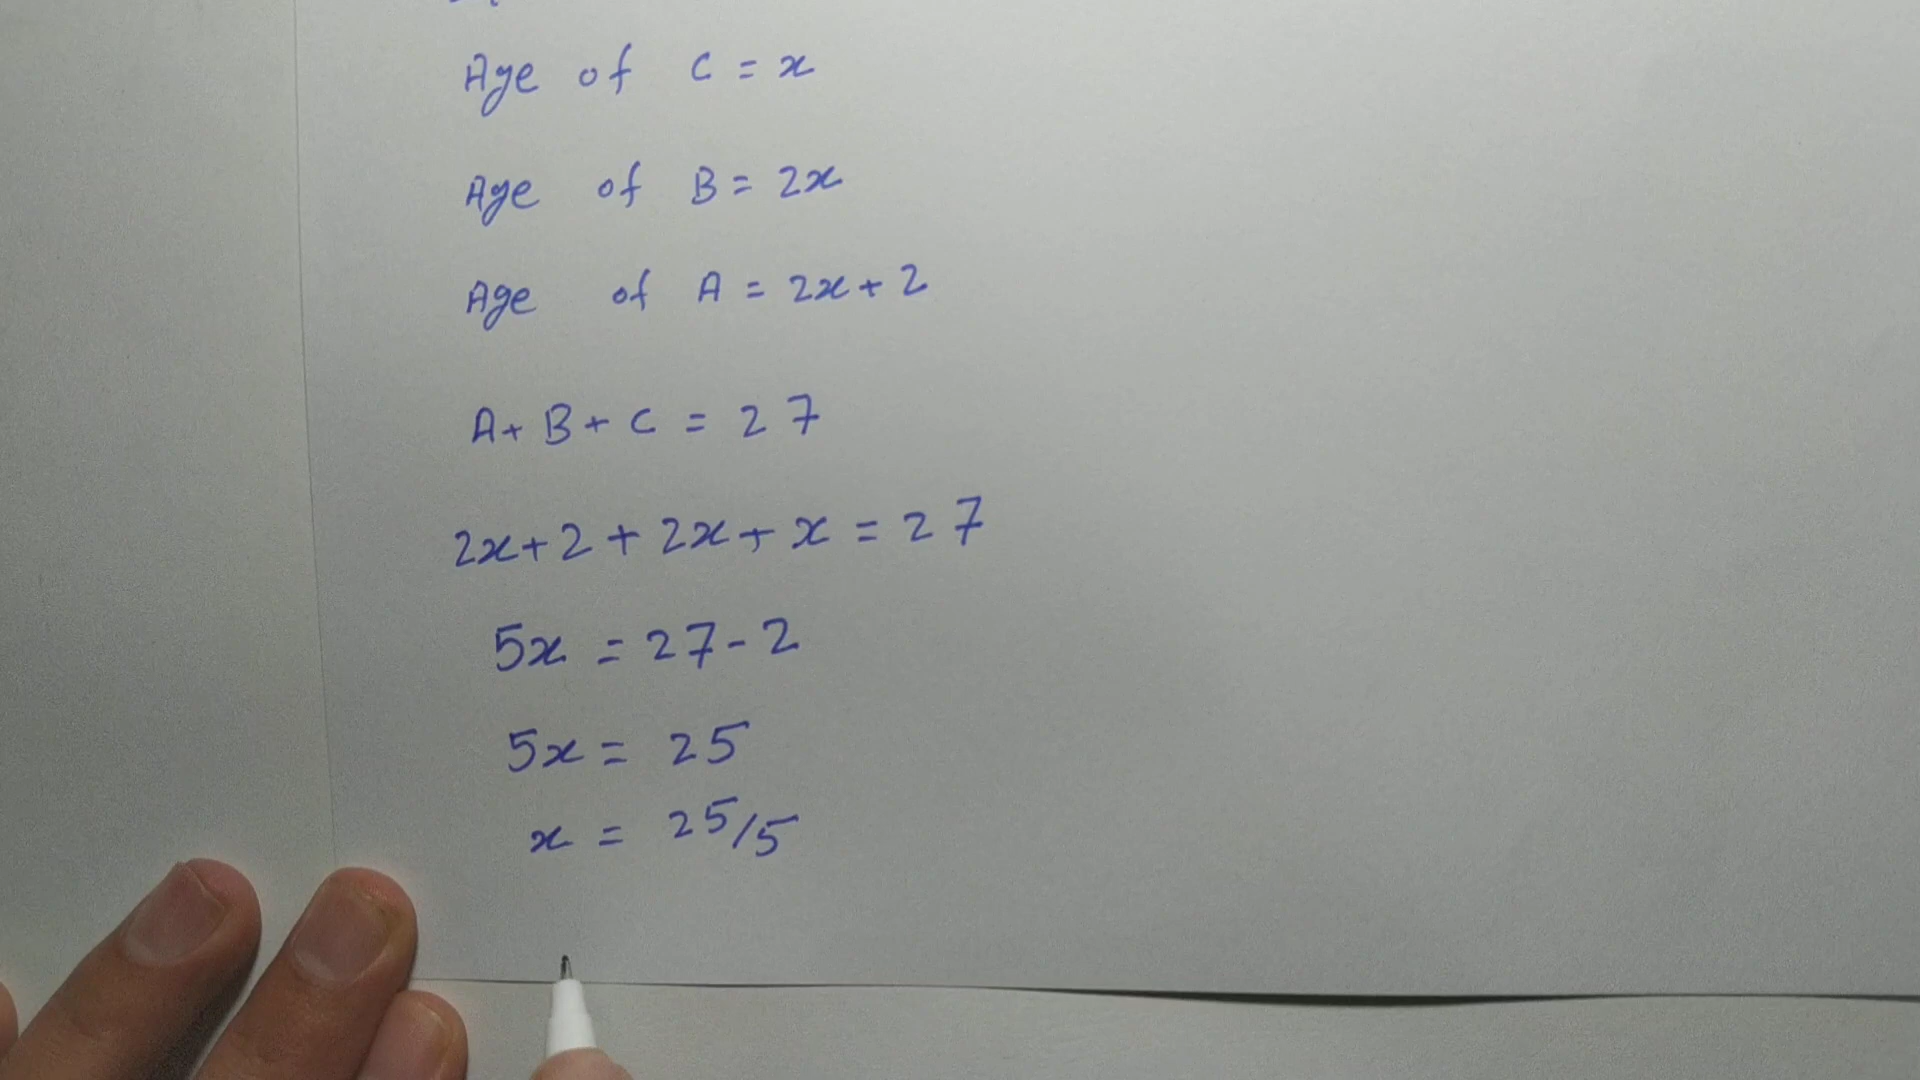 Age of C = x
Age of B = 2x
Age of A = 2x + 2
A + B + C = 27
2x + 2 + 2x + x = 27
5x = 27 - 2
5x = 25
x = 25/5